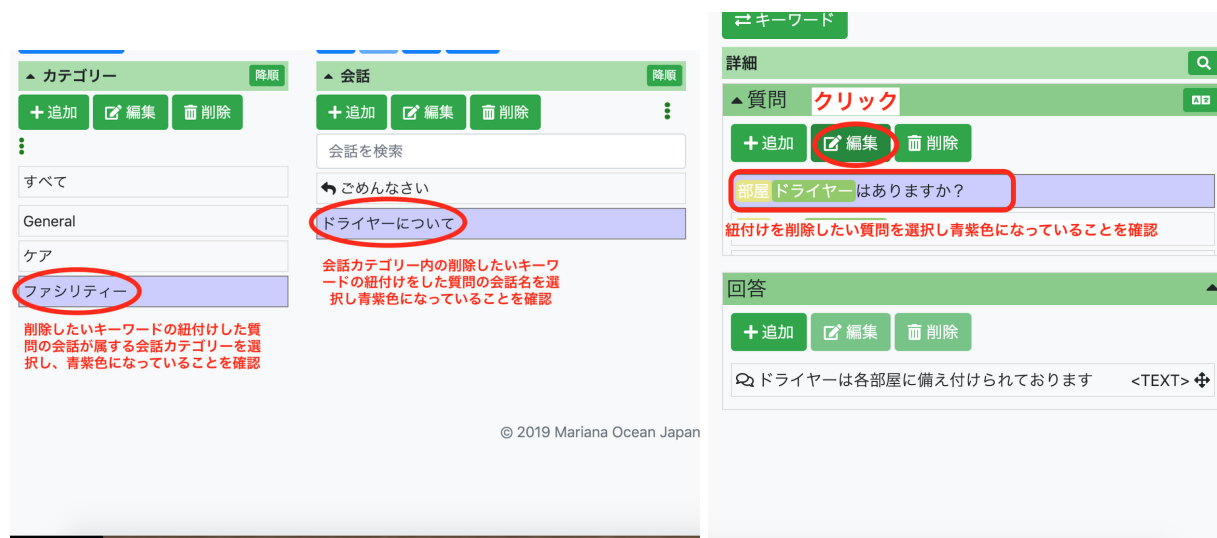 カテゴリー
降順
追加
編集
削除
すべて
General
ケア
ファシリティー
削除したいキーワードの紐付けした質
問の会話が属する会話カテゴリーを選
択し、青紫色になっていることを確認
会話
降順
追加
編集
削除
会話を検索
ごめんなさい
ドライヤーについて
会話カテゴリー内の削除したいキーワ
ードの紐付けをした質問の会話名を選
択し青紫色になっていることを確認
© 2019 Mariana Ocean Japan
キーワード
詳細
質問
クリック
追加
編集
削除
部屋ドライヤーはありますか？
紐付けを削除したい質問を選択し青紫色になっていることを確認
回答
追加
編集
削除
ドライヤーは各部屋に備え付けられております <TEXT>